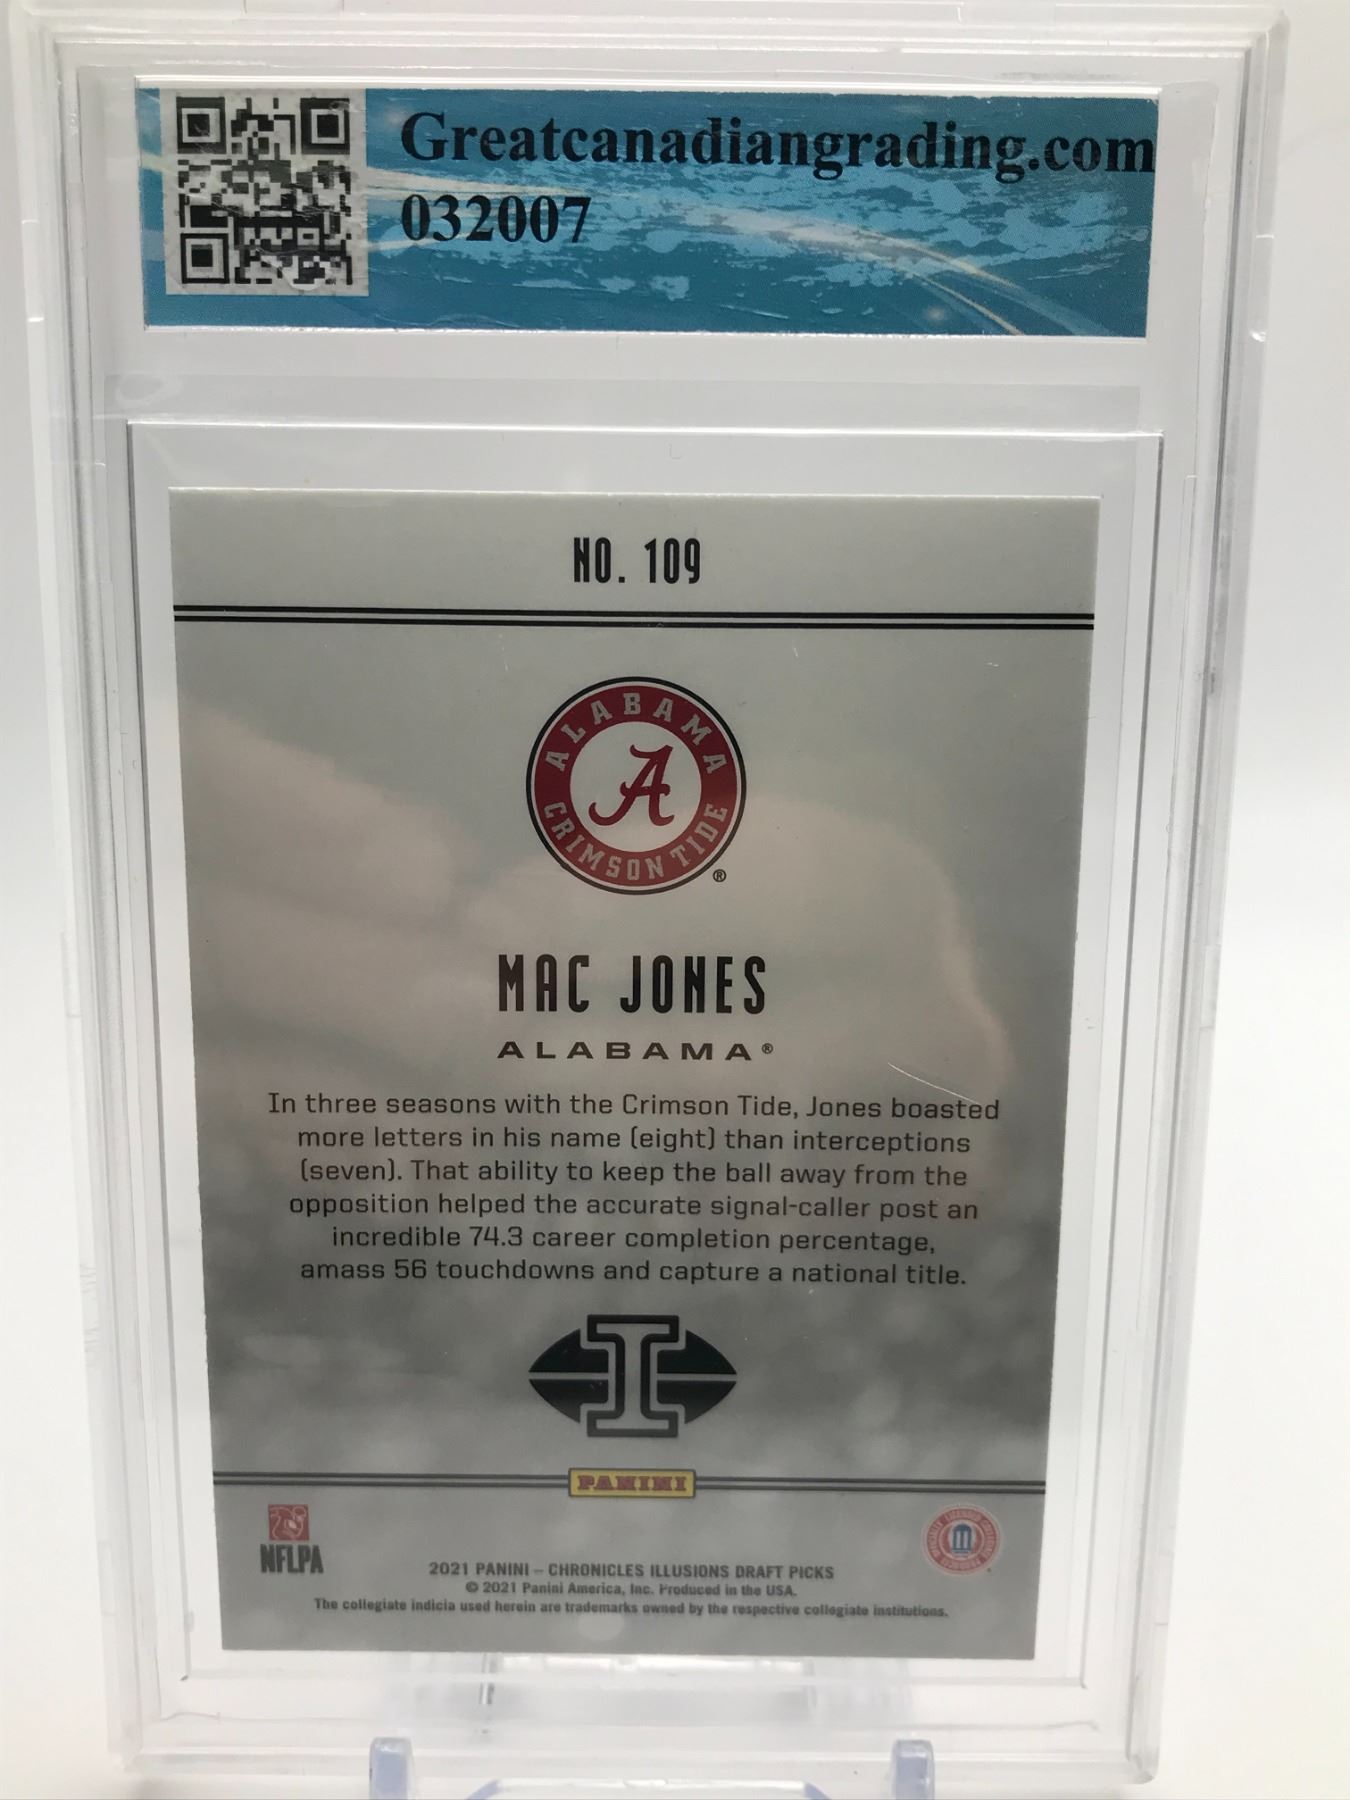 Greatcanadiangrading.com
032007
NO. 109
ALABAMA
A
CRIMSON TIDE®
MAC JONES
ALABAMA®
In three seasons with the Crimson Tide, Jones boasted
more letters in his name (eight) than interceptions
(seven). That ability to keep the ball away from the
opposition helped the accurate signal-caller post an
incredible 74.3 career completion percentage,
amass 56 touchdowns and capture a national title.
I
PANINI
NFLPA
OFFICIALLY LICENSED COLLEGIATE PRODUCTS
2021 PANINI – CHRONICLES ILLUSIONS DRAFT PICKS
© 2021 Panini America, Inc. Produced in the USA.
The collegiate indicia used herein are trademarks owned by the respective collegiate institutions.